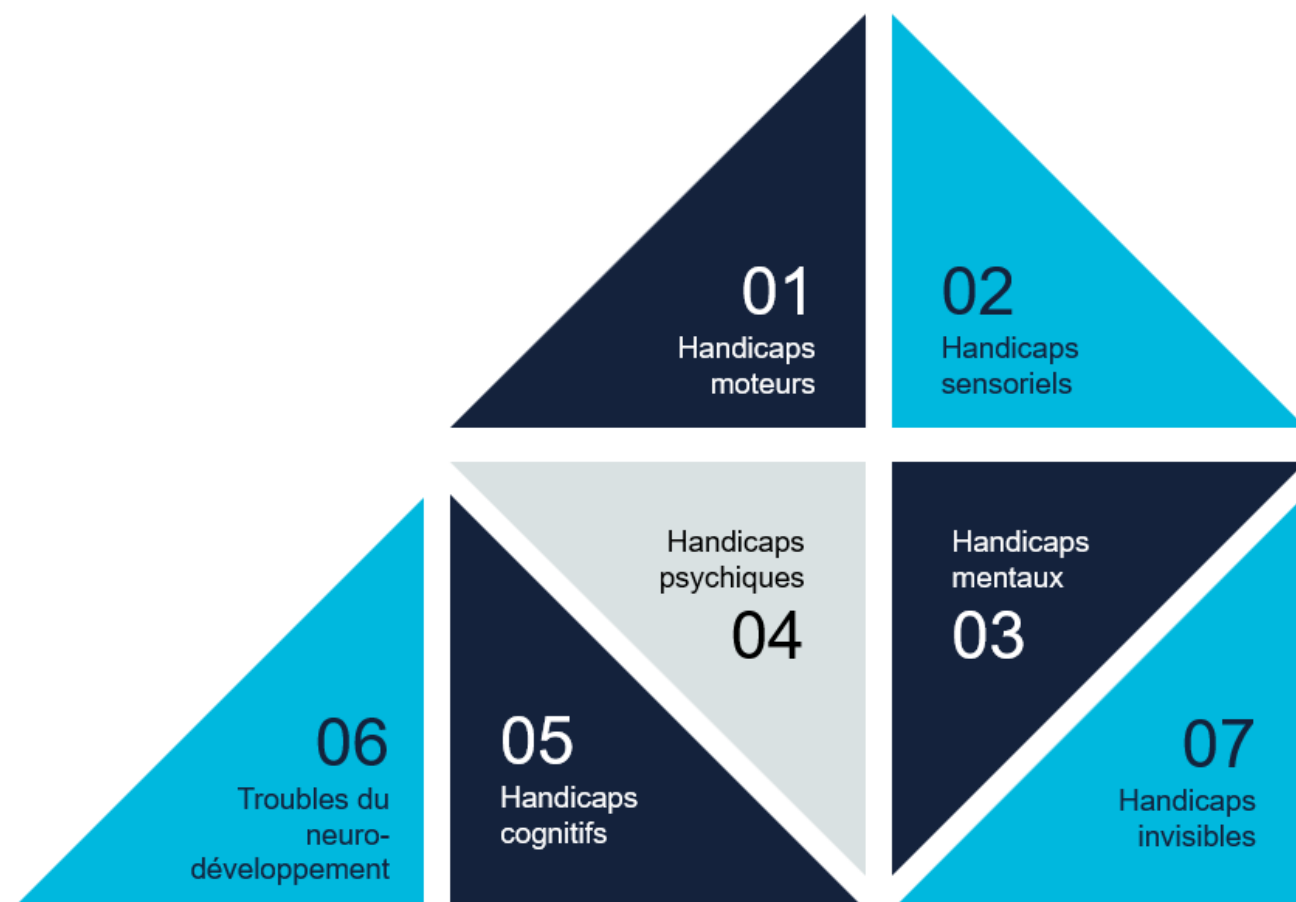 01
Handicaps
moteurs
02
Handicaps
sensoriels
Handicaps
psychiques
04
Handicaps
mentaux
03
06
Troubles du
neuro-
développement
05
Handicaps
cognitifs
07
Handicaps
invisibles